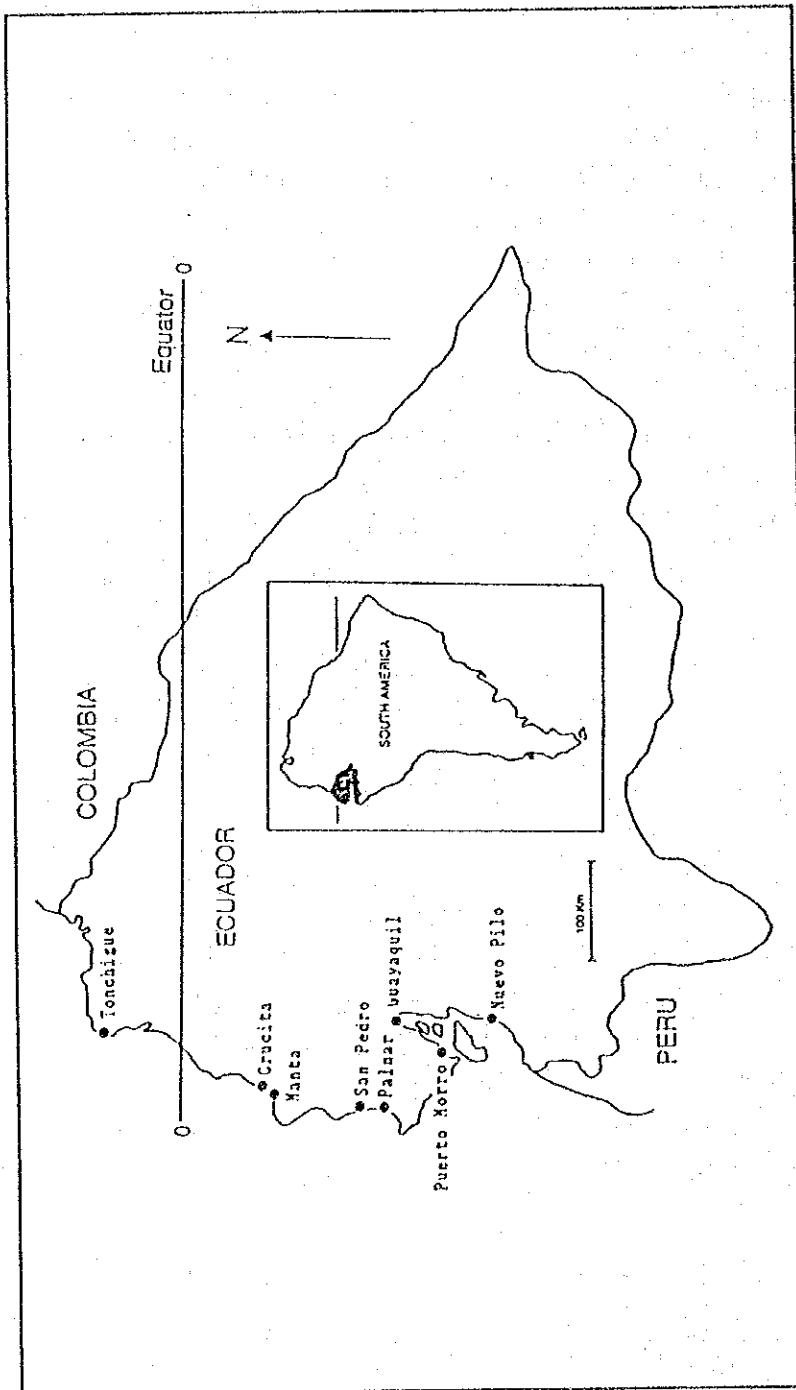 COLOMBIA
Tonchigue
Equator
0
0
N
ECUADOR
Crucita
Manta
San Pedro
Palmar
Guayaquil
Puerto Morro
Nuevo Pilo
SOUTH AMERICA
100 Km
PERU